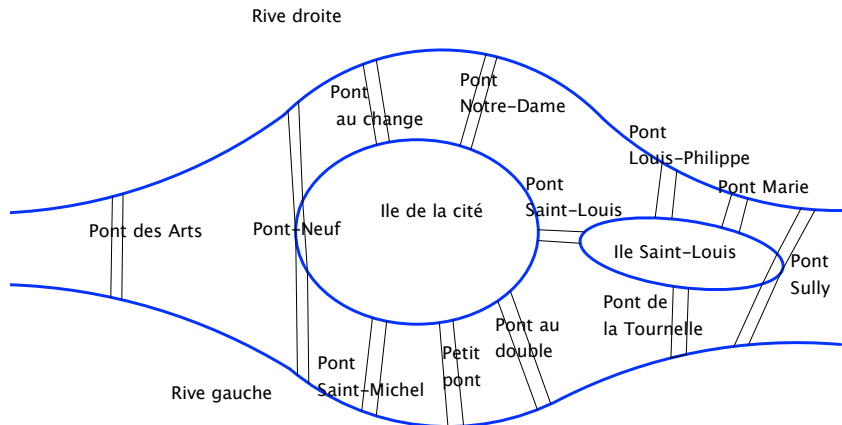 Rive droite
Pont
au change
Pont
Notre-Dame
Pont
Louis-Philippe
Pont Marie
Pont
Saint-Louis
Ile de la cité
Pont des Arts
Pont-Neuf
Ile Saint-Louis
Pont
Sully
Pont de
la Tournelle
Pont au
double
Petit
pont
Pont
Saint-Michel
Rive gauche